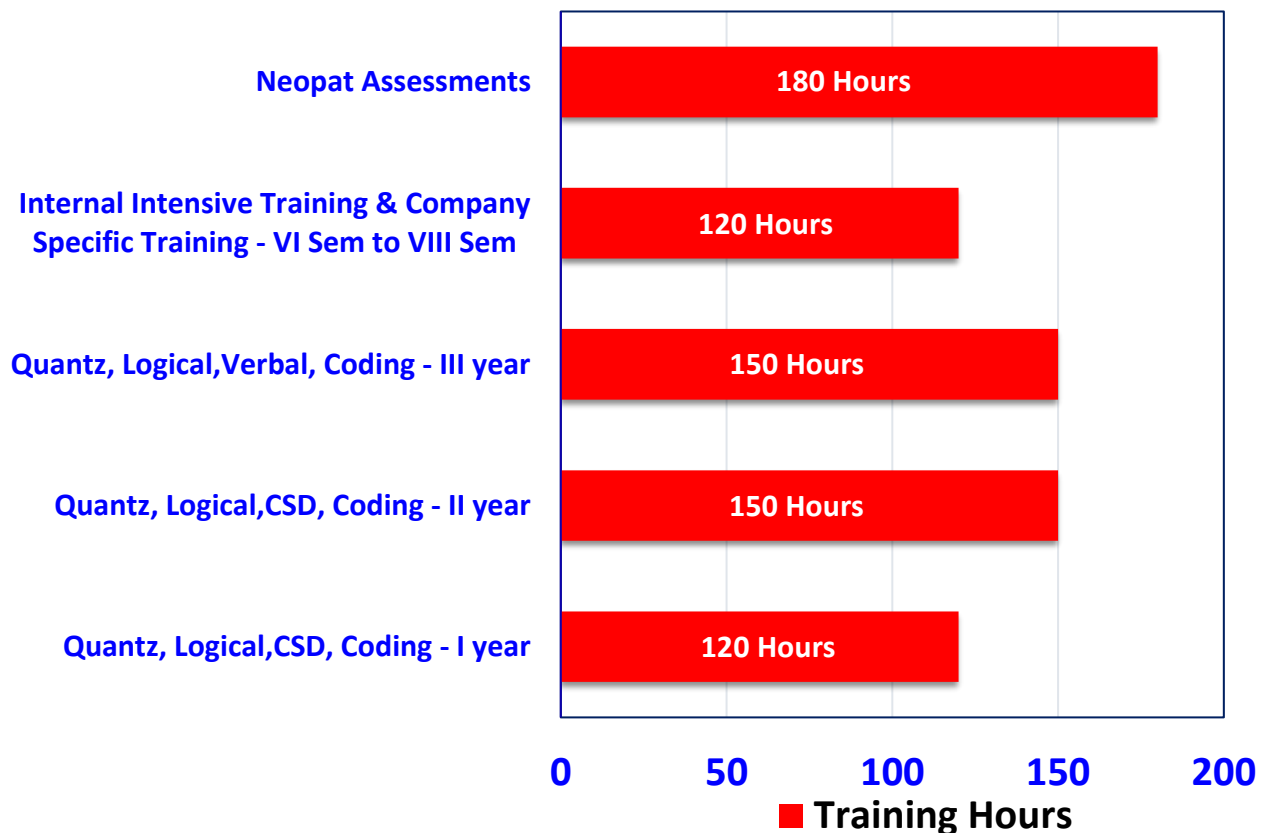 Neopat Assessments
180 Hours
Internal Intensive Training & Company
Specific Training - VI Sem to VIII Sem
120 Hours
Quantz, Logical,Verbal, Coding - III year
150 Hours
Quantz, Logical,CSD, Coding - II year
150 Hours
Quantz, Logical,CSD, Coding - I year
120 Hours
0 50 100 150 200
Training Hours